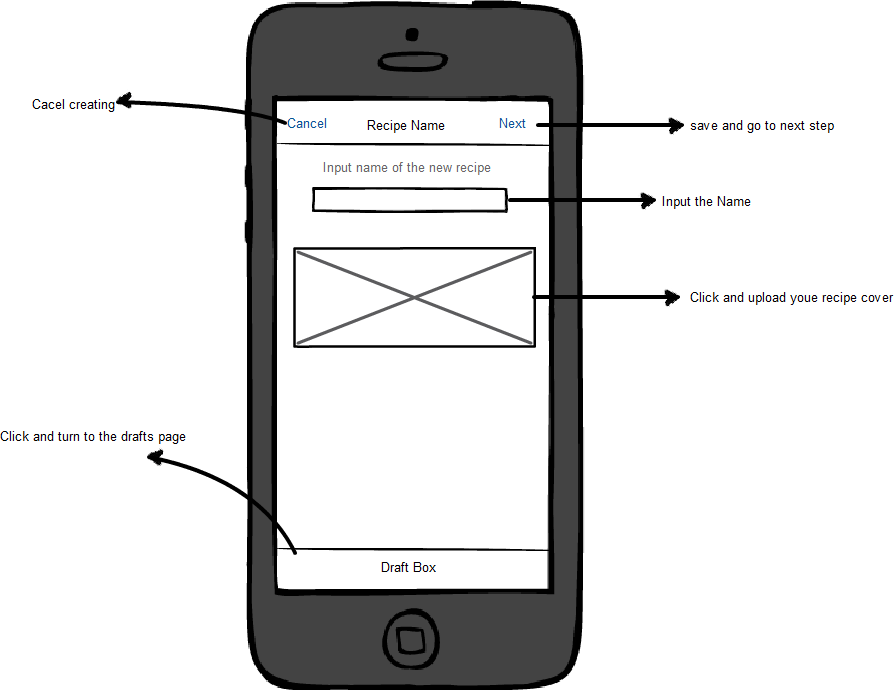 Cacel creating
Cancel
Recipe Name
Next
save and go to next step
Input name of the new recipe
Input the Name
Click and upload youe recipe cover
Click and turn to the drafts page
Draft Box